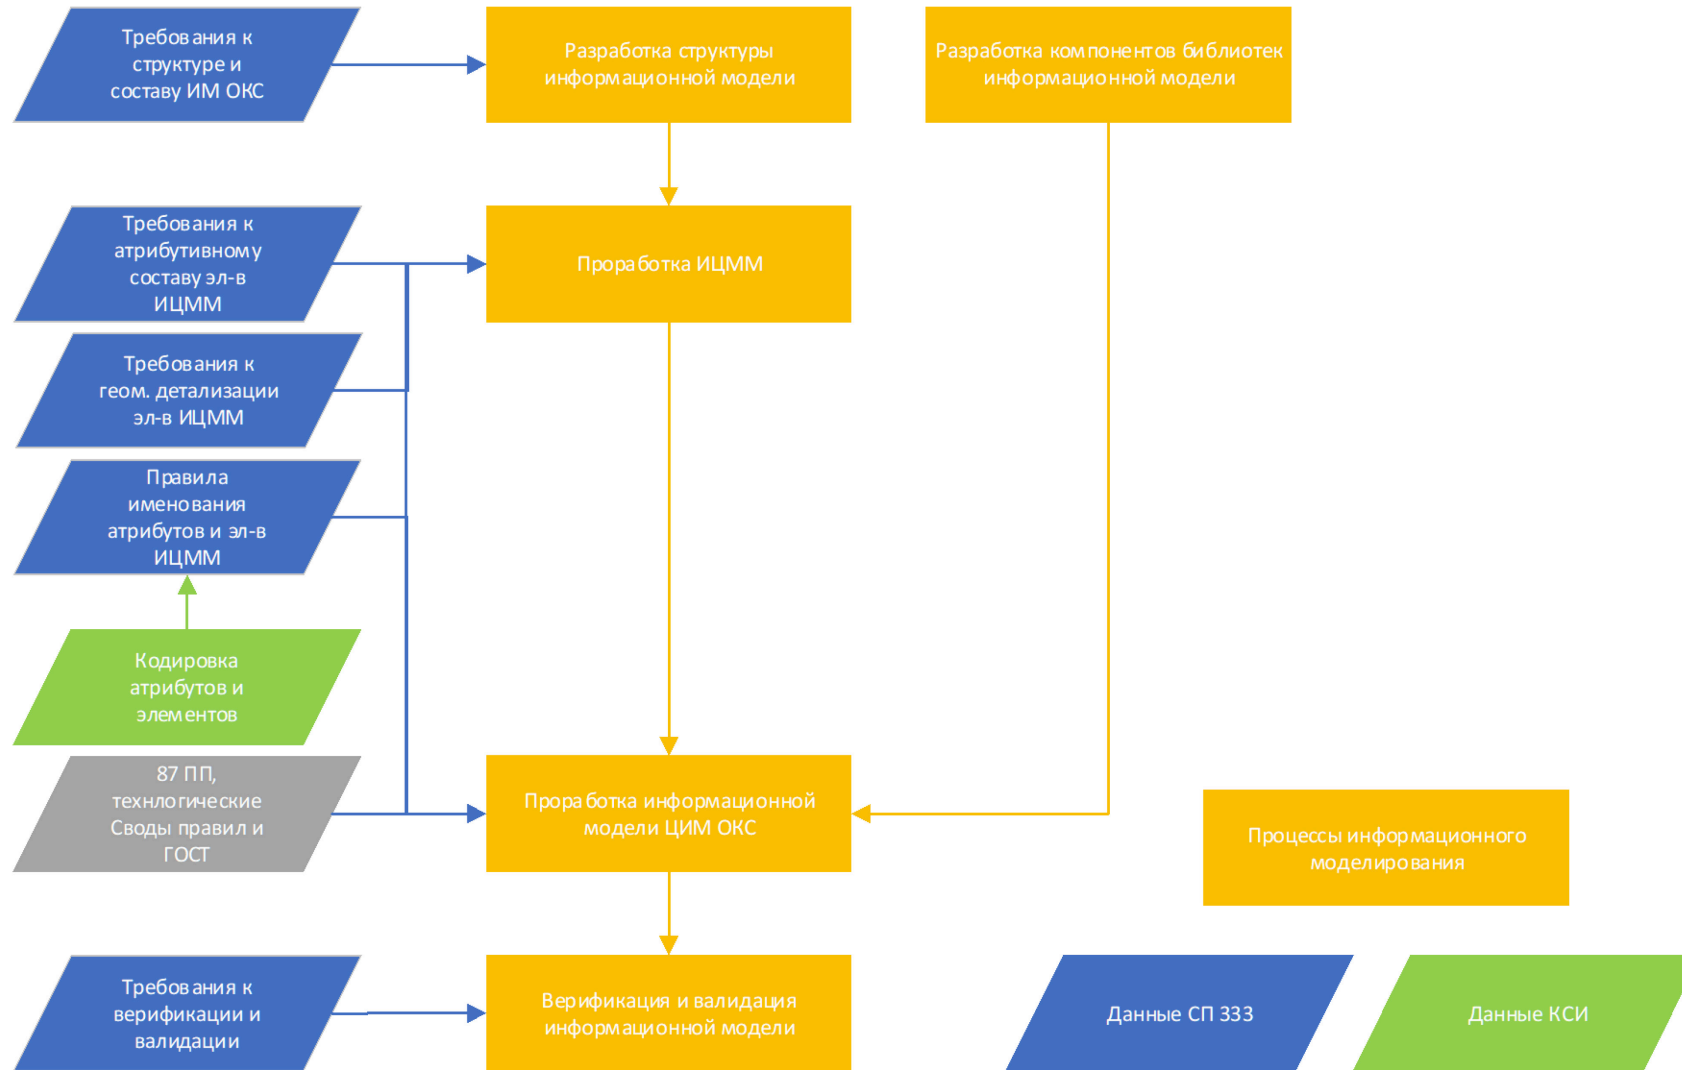 Требования к
структуре и
составу ИМ ОКС
Разработка структуры
информационной модели
Разработка компонентов библиотек
информационной модели
Требования к
атрибутивному
составу эл-в
ИЦММ
Проработка ИЦММ
Требования к
геом. детализации
эл-в ИЦММ
Правила
именования
атрибутов и эл-в
ИЦММ
Кодировка
атрибутов и
элементов
87 ПП,
технлогические
Своды правил и
ГОСТ
Проработка информационной
модели ЦИМ ОКС
Процессы информационного
моделирования
Требования к
верификации и
валидации
Верификация и валидация
информационной модели
Данные СП 333
Данные КСИ